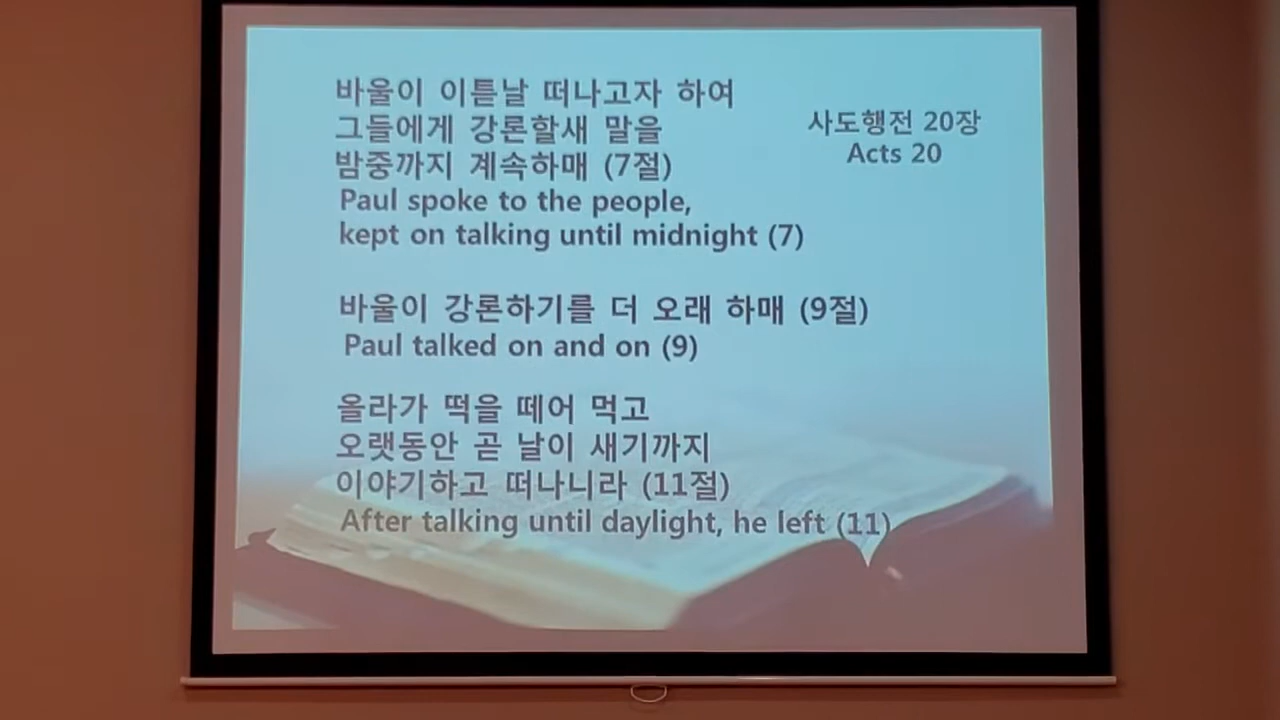 바울이 이튿날 떠나고자 하여
그들에게 강론할새 말을
밤중까지 계속하매 (7절)
Paul spoke to the people,
kept on talking until midnight (7)
사도행전 20장
Acts 20
바울이 강론하기를 더 오래 하매 (9절)
Paul talked on and on (9)
올라가 떡을 떼어 먹고
오랫동안 곧 날이 새기까지
이야기하고 떠나니라 (11절)
After talking until daylight, he left (11)